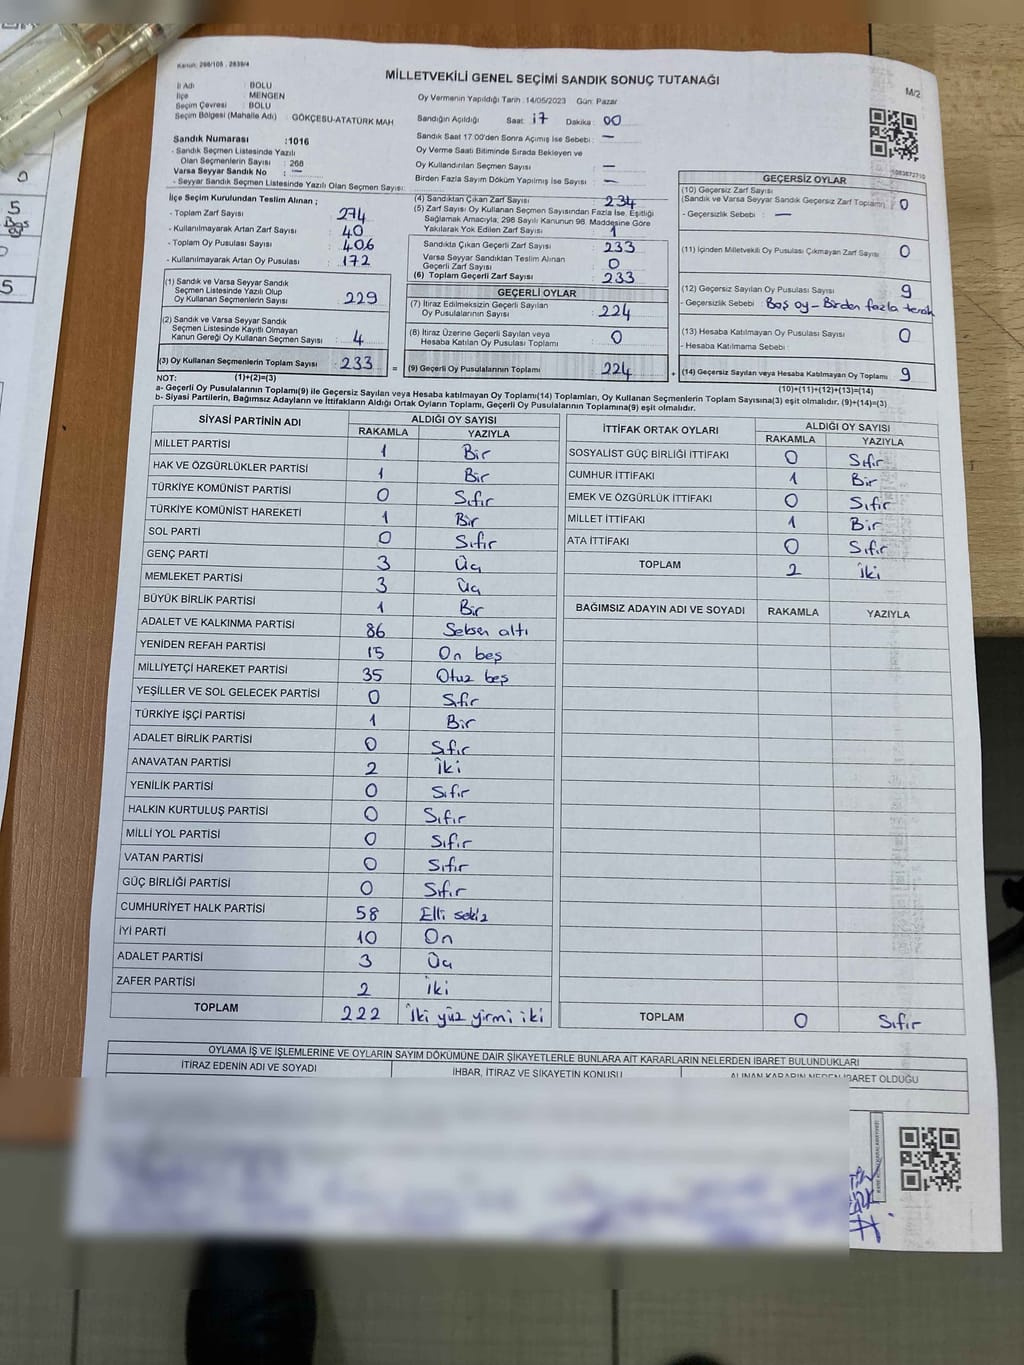 Kanun: 298/105 , 2839/4
MİLLETVEKİLİ GENEL SEÇİMİ SANDIK SONUÇ TUTANAĞI
M/2
İl Adı : BOLU
İlçe : MENGEN
Seçim Çevresi : BOLU
Seçim Bölgesi (Mahalle Adı) : GÖKÇESU-ATATÜRK MAH
Oy Vermenin Yapıldığı Tarih :14/05/2023 Gün: Pazar
Sandığın Açıldığı Saat: 17 Dakika: 00
Sandık Saat 17:00'den Sonra Açmış İse Sebebi: —
Oy Verme Saati Bitiminde Sırada Bekleyen ve
Oy Kullandırılan Seçmen Sayısı : —
Birden Fazla Sayım Döküm Yapılmış İse Sayısı : —
Sandık Numarası :1016
- Sandık Seçmen Listesinde Yazılı
Olan Seçmenlerin Sayısı : 268
Varsa Seyyar Sandık No : —
- Seyyar Sandık Seçmen Listesinde Yazılı Olan Seçmen Sayısı:
İlçe Seçim Kurulundan Teslim Alınan ;
- Toplam Zarf Sayısı : 274
- Kullanılmayarak Artan Zarf Sayısı : 40
- Toplam Oy Pusulası Sayısı : 406
- Kullanılmayarak Artan Oy Pusulası : 172
(4) Sandıktan Çıkan Zarf Sayısı : 234
(5) Zarf Sayısı Oy Kullanan Seçmen Sayısından Fazla İse, Eşitliği
Sağlamak Amacıyla; 298 Sayılı Kanunun 98. Maddesine Göre
Yakılarak Yok Edilen Zarf Sayısı : 1
Sandıkta Çıkan Geçerli Zarf Sayısı : 233
Varsa Seyyar Sandıktan Teslim Alınan
Geçerli Zarf Sayısı : 0
(6) Toplam Geçerli Zarf Sayısı : 233
GEÇERSİZ OYLAR
(10) Geçersiz Zarf Sayısı
(Sandık ve Varsa Seyyar Sandık Geçersiz Zarf Toplamı) : 0
- Geçersizlik Sebebi : —
(11) İçinden Milletvekili Oy Pusulası Çıkmayan Zarf Sayısı : 0
(12) Geçersiz Sayılan Oy Pusulası Sayısı : 9
- Geçersizlik Sebebi : Boş oy - Birden fazla tercih
(13) Hesaba Katılmayan Oy Pusulası Sayısı : 0
- Hesaba Katılmama Sebebi :
(14) Geçersiz Sayılan veya Hesaba Katılmayan Oy Toplamı : 9
(10)+(11)+(12)+(13)=(14)
(1) Sandık ve Varsa Seyyar Sandık
Seçmen Listesinde Yazılı Olup
Oy Kullanan Seçmenlerin Sayısı : 229
(2) Sandık ve Varsa Seyyar Sandık
Seçmen Listesinde Kayıtlı Olmayan
Kanun Gereği Oy Kullanan Seçmen Sayısı : 4
(3) Oy Kullanan Seçmenlerin Toplam Sayısı : 233
GEÇERLİ OYLAR
(7) İtiraz Edilmeksizin Geçerli Sayılan
Oy Pusulalarının Sayısı : 224
(8) İtiraz Üzerine Geçerli Sayılan veya
Hesaba Katılan Oy Pusulası Toplamı : 0
= (9) Geçerli Oy Pusulalarının Toplamı : 224 +
NOT: (1)+(2)=(3)
a- Geçerli Oy Pusulalarının Toplamı(9) ile Geçersiz Sayılan veya Hesaba katılmayan Oy Toplamı(14) Toplamları, Oy Kullanan Seçmenlerin Toplam Sayısına(3) eşit olmalıdır. (9)+(14)=(3)
b- Siyasi Partilerin, Bağımsız Adayların ve İttifakların Aldığı Ortak Oyların Toplamı, Geçerli Oy Pusulalarının Toplamına(9) eşit olmalıdır.
SİYASİ PARTİNİN ADI ALDIĞI OY SAYISI
RAKAMLA YAZIYLA
MİLLET PARTİSİ 1 Bir
HAK VE ÖZGÜRLÜKLER PARTİSİ 1 Bir
TÜRKİYE KOMÜNİST PARTİSİ 0 Sıfır
TÜRKİYE KOMÜNİST HAREKETİ 1 Bir
SOL PARTİ 0 Sıfır
GENÇ PARTİ 3 Üç
MEMLEKET PARTİSİ 3 Üç
BÜYÜK BİRLİK PARTİSİ 1 Bir
ADALET VE KALKINMA PARTİSİ 86 Seksen altı
YENİDEN REFAH PARTİSİ 15 On beş
MİLLİYETÇİ HAREKET PARTİSİ 35 Otuz beş
YEŞİLLER VE SOL GELECEK PARTİSİ 0 Sıfır
TÜRKİYE İŞÇİ PARTİSİ 1 Bir
ADALET BİRLİK PARTİSİ 0 Sıfır
ANAVATAN PARTİSİ 2 İki
YENİLİK PARTİSİ 0 Sıfır
HALKIN KURTULUŞ PARTİSİ 0 Sıfır
MİLLİ YOL PARTİSİ 0 Sıfır
VATAN PARTİSİ 0 Sıfır
GÜÇ BİRLİĞİ PARTİSİ 0 Sıfır
CUMHURİYET HALK PARTİSİ 58 Elli sekiz
İYİ PARTİ 10 On
ADALET PARTİSİ 3 Üç
ZAFER PARTİSİ 2 İki
TOPLAM 222 İki yüz yirmi iki
İTTİFAK ORTAK OYLARI ALDIĞI OY SAYISI
RAKAMLA YAZIYLA
SOSYALİST GÜÇ BİRLİĞİ İTTİFAKI 0 Sıfır
CUMHUR İTTİFAKI 1 Bir
EMEK VE ÖZGÜRLÜK İTTİFAKI 0 Sıfır
MİLLET İTTİFAKI 1 Bir
ATA İTTİFAKI 0 Sıfır
TOPLAM 2 İki
BAĞIMSIZ ADAYIN ADI VE SOYADI RAKAMLA YAZIYLA
TOPLAM 0 Sıfır
OYLAMA İŞ VE İŞLEMLERİNE VE OYLARIN SAYIM DÖKÜMÜNE DAİR ŞİKAYETLERLE BUNLARA AİT KARARLARIN NELERDEN İBARET BULUNDUKLARI
İTİRAZ EDENİN ADI VE SOYADI İHBAR, İTİRAZ VE ŞİKAYETİN KONUSU ALINAN KARARIN NEDEN İBARET OLDUĞU